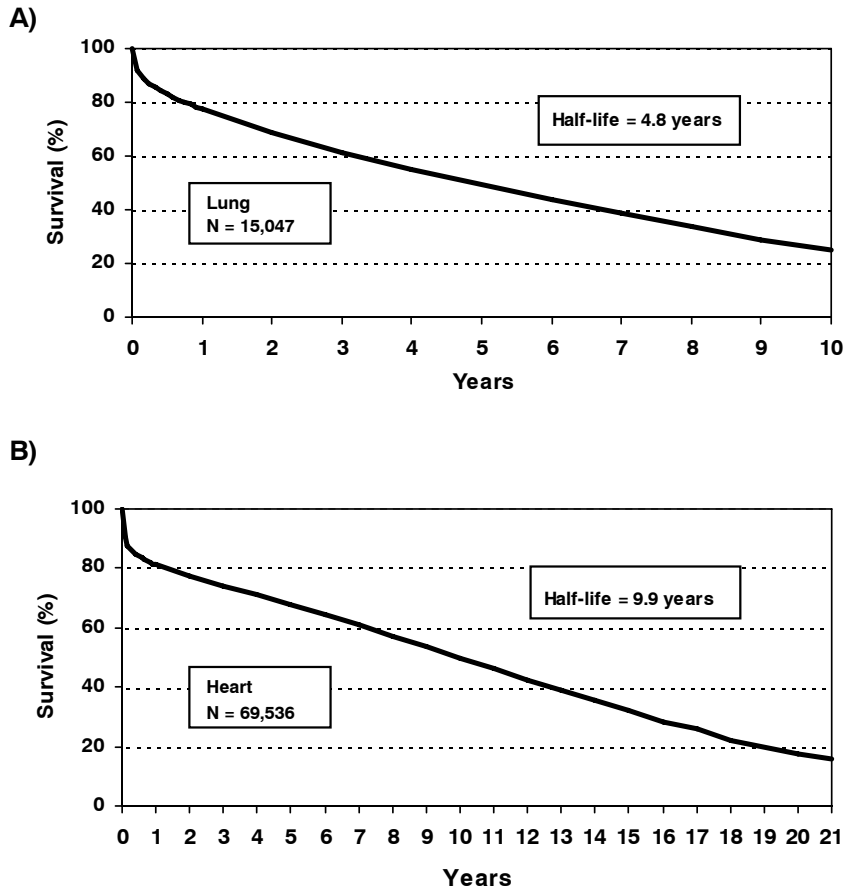 A)
100
80
60
40
20
0
Survival (%)
Half-life = 4.8 years
Lung
N = 15,047
0 1 2 3 4 5 6 7 8 9 10
Years
B)
100
80
60
40
20
0
Survival (%)
Half-life = 9.9 years
Heart
N = 69,536
0 1 2 3 4 5 6 7 8 9 10 11 12 13 14 15 16 17 18 19 20 21
Years